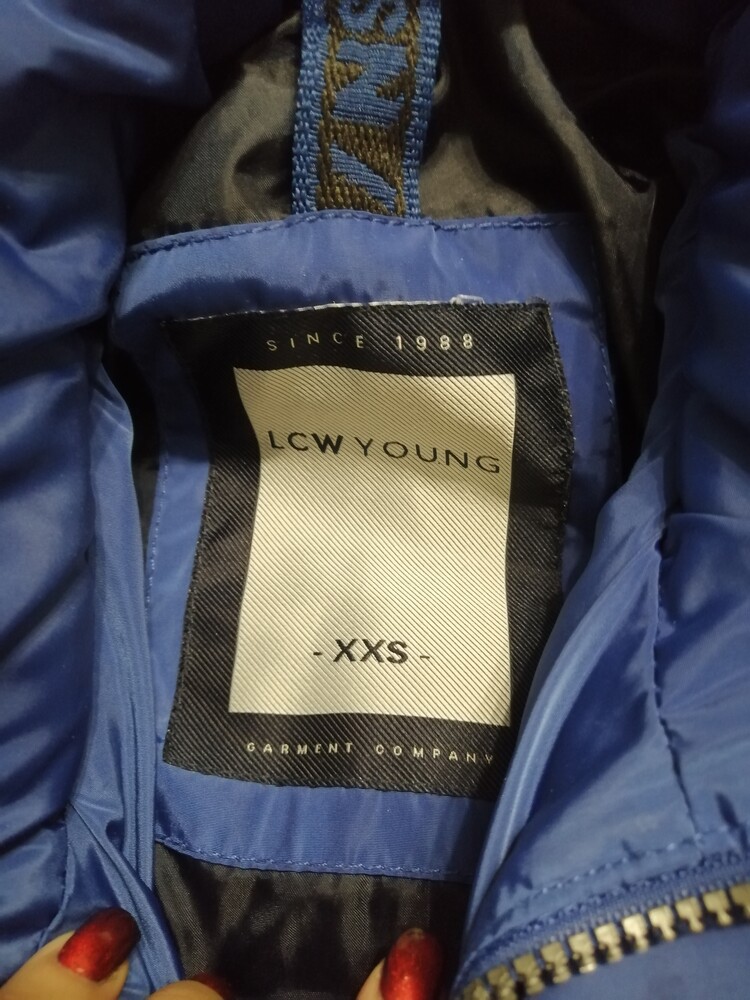 SINCE 1988
LCW YOUNG
- XXS -
GARMENT COMPANY